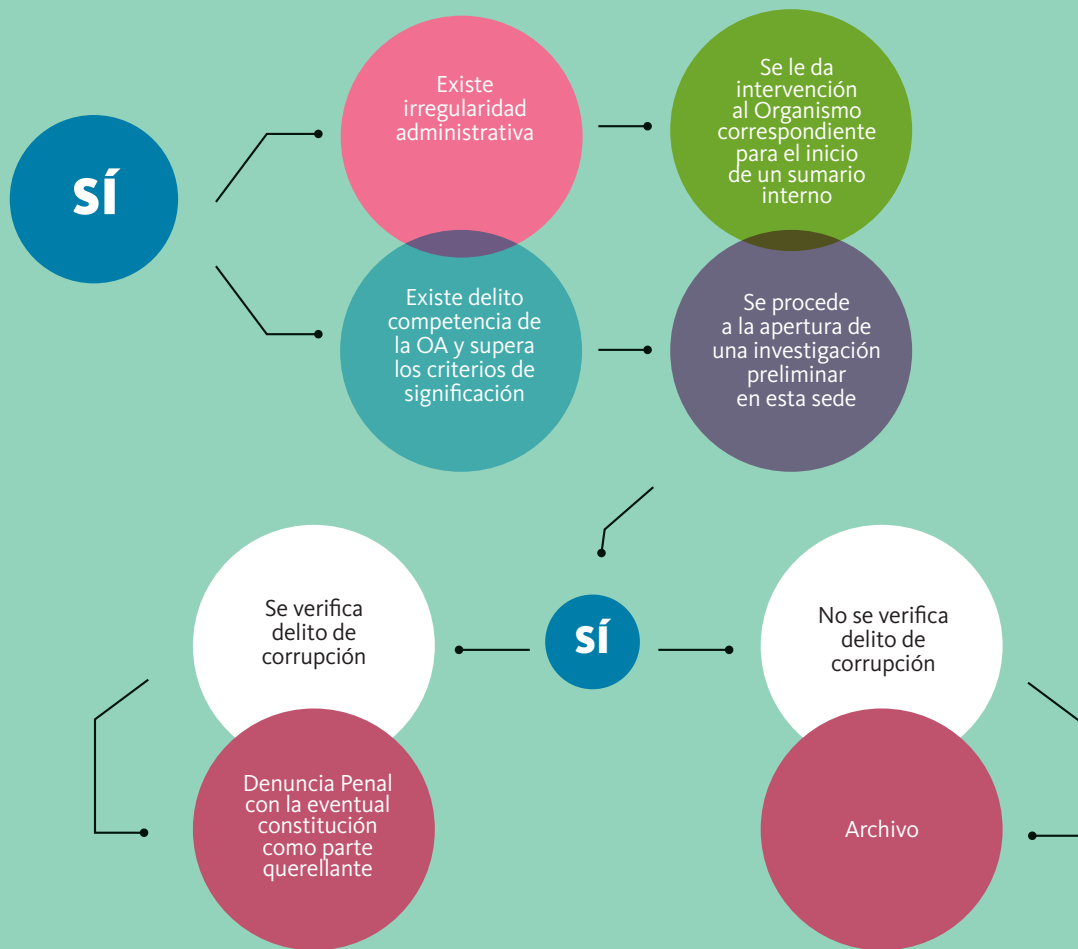 SÍ
Existe
irregularidad
administrativa
Se le da
intervención
al Organismo
correspondiente
para el inicio
de un sumario
interno
Existe delito
competencia de
la OA y supera
los criterios de
significación
Se procede
a la apertura de
una investigación
preliminar
en esta sede
SÍ
Se verifica
delito de
corrupción
Denuncia Penal
con la eventual
constitución
como parte
querellante
No se verifica
delito de
corrupción
Archivo